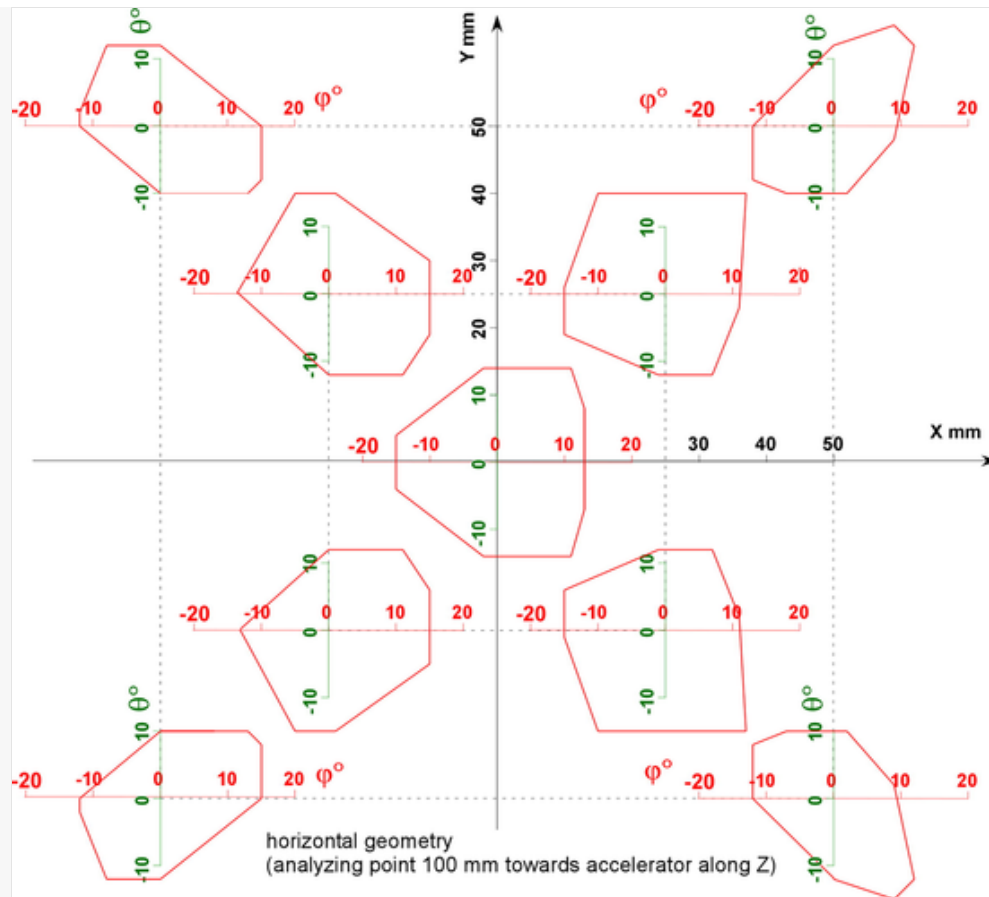 θ° Y mm θ°
10 10
-20 -10 0 10 20 φ° φ° -20 -10 0 10 20
0 50 0
-10 40 -10
10 30 10
-20 -10 0 10 20 -20 -10 0 10 20
0 0
20
-10 -10
10
X mm
-20 -10 0 10 20 30 40 50
0
-10
10 10
-20 -10 0 10 20 -20 -10 0 10 20
0 0
-10 -10
θ° θ°
10 10
-20 -10 0 10 20 φ° φ° -20 -10 0 10 20
0 0
horizontal geometry
(analyzing point 100 mm towards accelerator along Z)
-10 -10